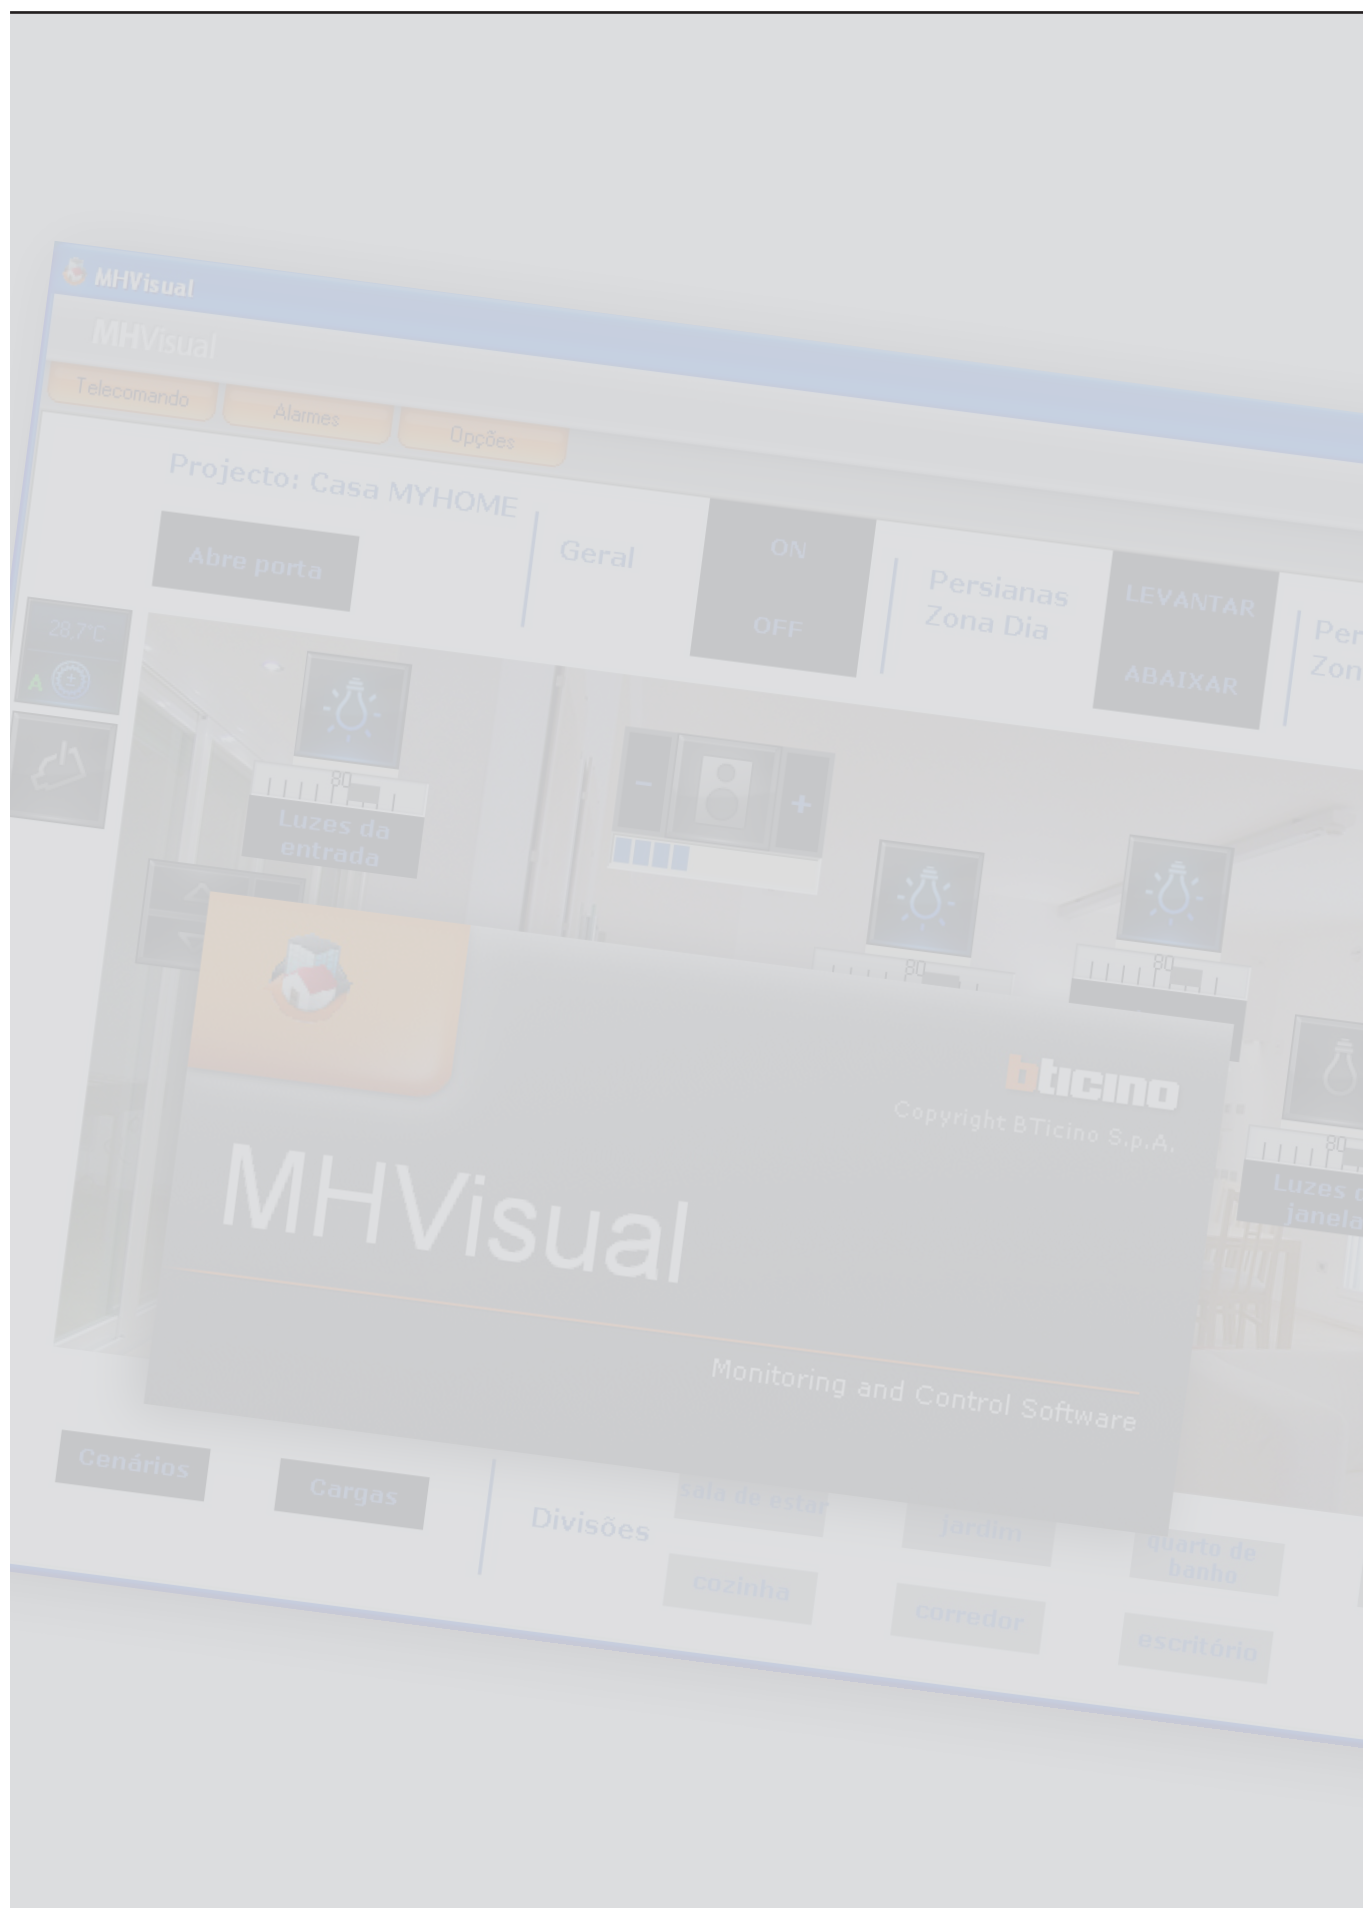 MHVisual
MHVisual
Telecomando
Alarmes
Opções
Projecto: Casa MYHOME
Abre porta
Geral
ON
OFF
Persianas
Zona Dia
LEVANTAR
ABAIXAR
28,7°C
A
80
Luzes da
entrada
-
+
80
80
80
bticino
Copyright BTicino S.p.A.
MHVisual
Monitoring and Control Software
Cenários
Cargas
Divisões
sala de estar
jardim
quarto de
banho
cozinha
corredor
escritório